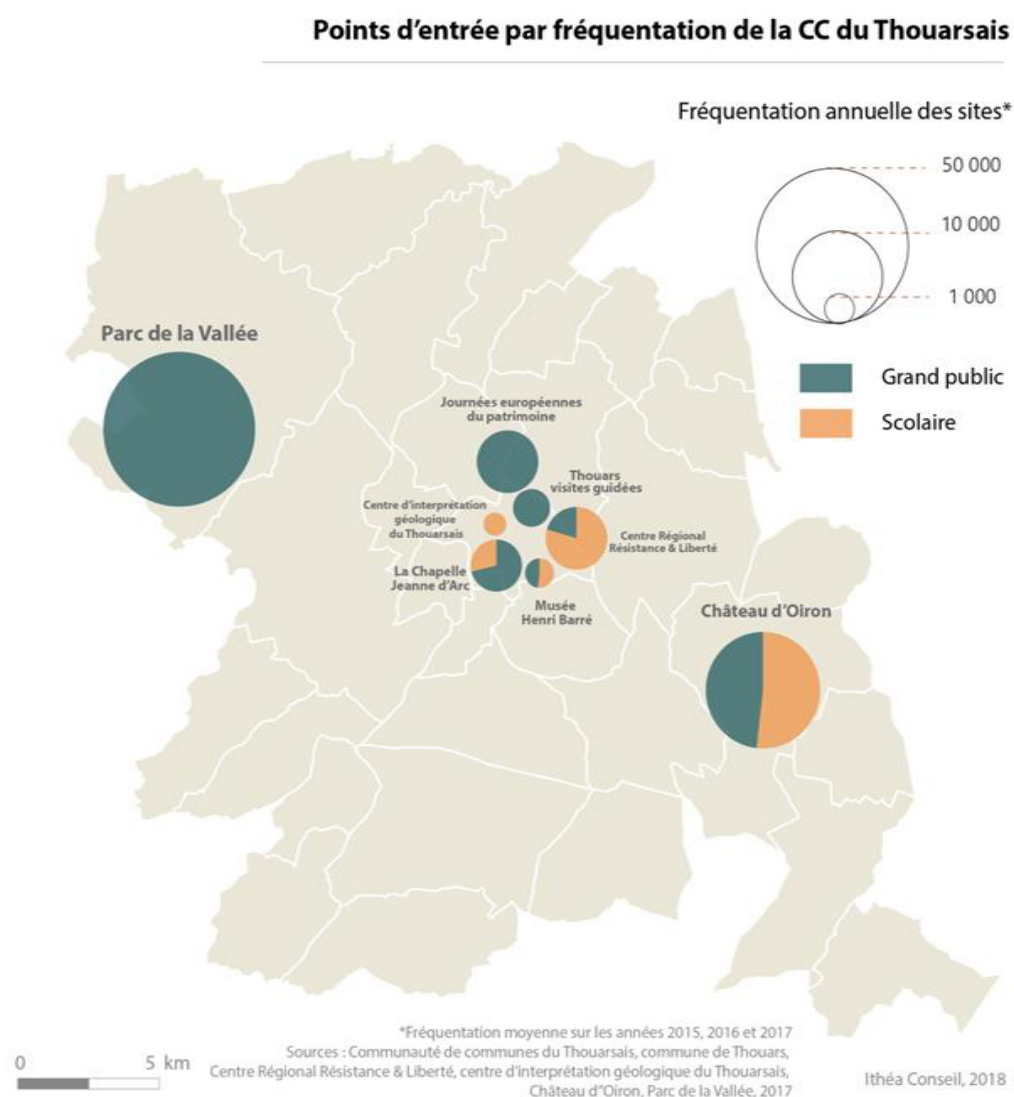 Points d’entrée par fréquentation de la CC du Thouarsais
Fréquentation annuelle des sites*
50 000
10 000
1 000
Grand public
Scolaire
Parc de la Vallée
Journées européennes
du patrimoine
Thouars
visites guidées
Centre d’interprétation
géologique
du Thouarsais
Centre Régional
Résistance & Liberté
La Chapelle
Jeanne d’Arc
Musée
Henri Barré
Château d’Oiron
*Fréquentation moyenne sur les années 2015, 2016 et 2017
Sources : Communauté de communes du Thouarsais, commune de Thouars,
Centre Régional Résistance & Liberté, centre d’interprétation géologique du Thouarsais,
Château d’’Oiron, Parc de la Vallée, 2017
0 5 km
Ithéa Conseil, 2018